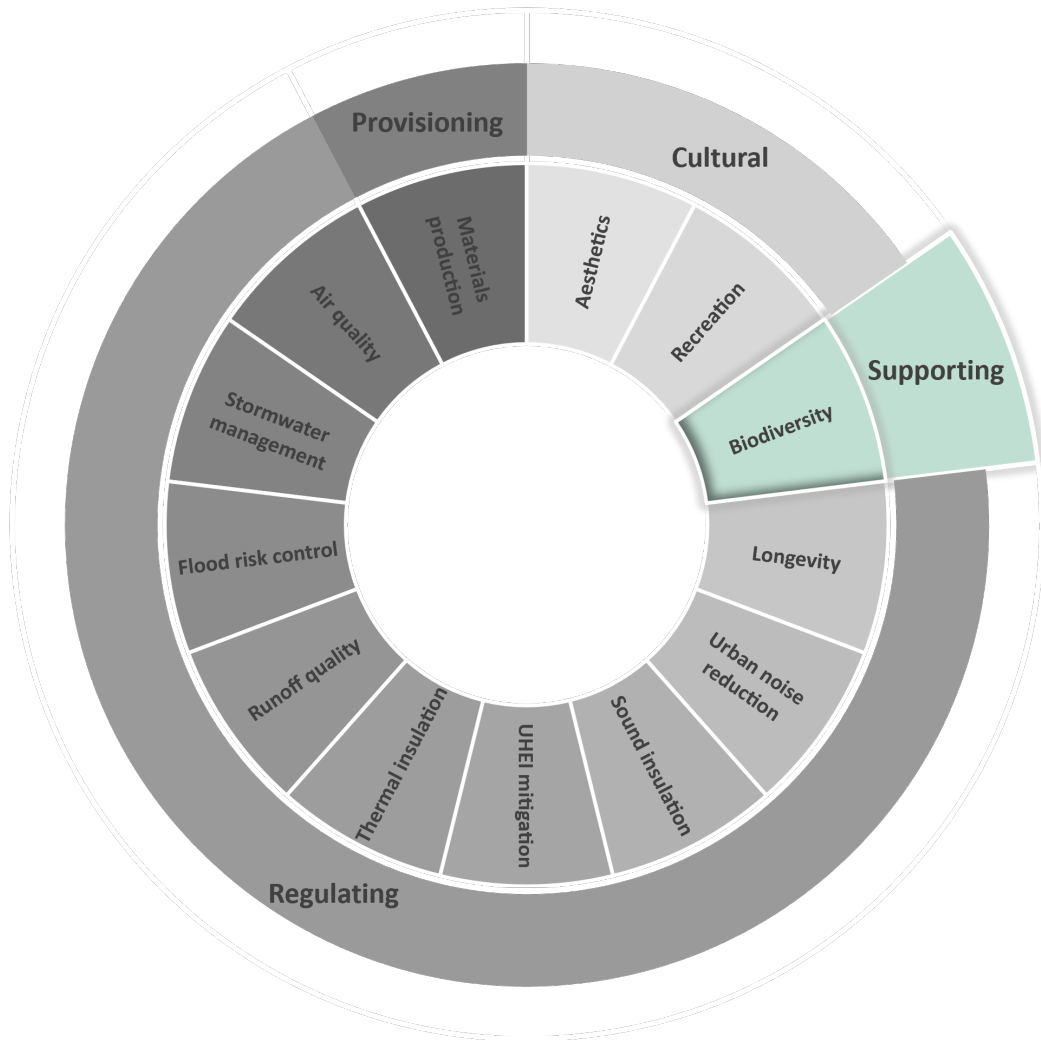 Provisioning
Cultural
Supporting
Regulating
Materials
production
Aesthetics
Recreation
Biodiversity
Longevity
Urban noise
reduction
Sound insulation
UHEI mitigation
Thermal insulation
Runoff quality
Flood risk control
Stormwater
management
Air quality